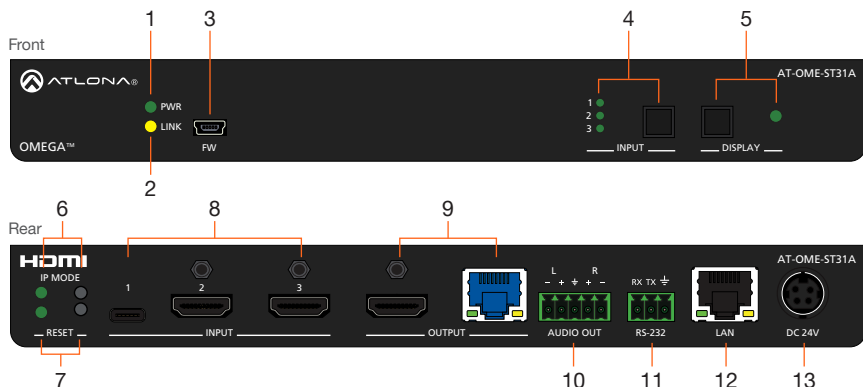 1 3 4 5
Front
ATLONA® AT-OME-ST31A
PWR
LINK
1
2
3
FW INPUT DISPLAY
OMEGA™
2
6 8 9
Rear
HDMI AT-OME-ST31A
IP MODE
1 2 3
L R
- + ⏚ + -
RX TX ⏚
RESET INPUT OUTPUT AUDIO OUT RS-232 LAN DC 24V
7 10 11 12 13